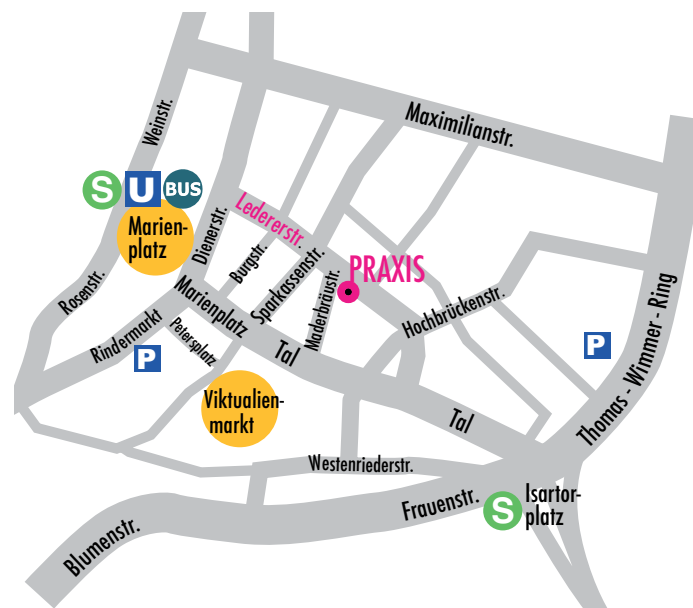 Weinstr.
Maximilianstr.
S
U
BUS
Marien-
platz
Dienerstr.
Ledererstr.
Burgstr.
Sparkassenstr.
Maderbräustr.
PRAXIS
Rosenstr.
Marienplatz
Rindermarkt
Petersplatz
P
Tal
Hochbrückenstr.
P
Thomas - Wimmer - Ring
Viktualien-
markt
Tal
Westenriederstr.
Frauenstr.
S
Isartor-
platz
Blumenstr.